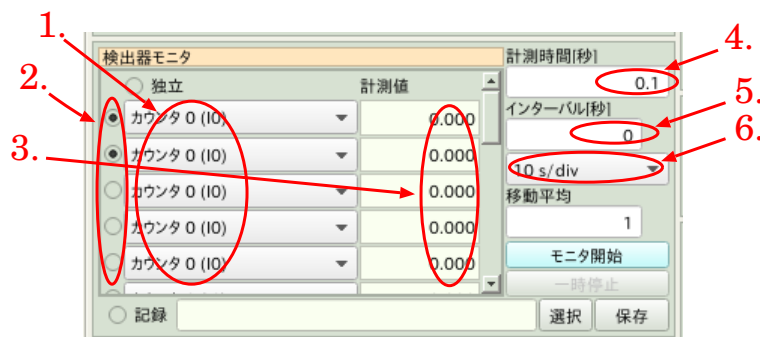 1.
2.
3.
4.
5.
6.
検出器モニタ
独立
計測値
カウンタ 0 (I0)
0.000
カウンタ 0 (I0)
0.000
カウンタ 0 (I0)
0.000
カウンタ 0 (I0)
0.000
カウンタ 0 (I0)
0.000
記録
選択
保存
計測時間[秒]
0.1
インターバル[秒]
0
10 s/div
移動平均
1
モニタ開始
一時停止